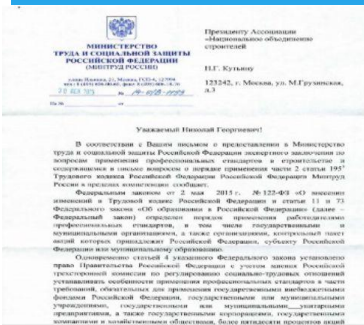 МИНИСТЕРСТВО
ТРУДА И СОЦИАЛЬНОЙ ЗАЩИТЫ
РОССИЙСКОЙ ФЕДЕРАЦИИ
(МИНТРУД РОССИИ)
Президенту Ассоциации
«Национальное объединение
строителей»
Н.Г. Кутьину
123242, г. Москва, ул. М.Грузинская,
д.3
Уважаемый Николай Георгиевич!
В соответствии с Вашим письмом о предоставлении в Министерство
труда и социальной защиты Российской Федерации экспертного заключения по
вопросам применения профессиональных стандартов в строительстве и
содержащемся в письме вопросом о порядке применения части 2 статьи 195³
Трудового кодекса Российской Федерации Российской Федерации Минтруд
России в пределах компетенции сообщает.
Федеральным законом от 2 мая 2015 г. № 122-ФЗ «О внесении
изменений в Трудовой кодекс Российской Федерации и статьи 11 и 73
Федерального закона «Об образовании в Российской Федерации» (далее –
Федеральный закон) определен порядок применения работодателями
профессиональных стандартов, в том числе государственными и
муниципальными организациями, а также организациями, контрольный пакет
акций которых принадлежит Российской Федерации, субъекту Российской
Федерации или муниципальному образованию.
Одновременно статьей 4 указанного Федерального закона установлено
право Правительства Российской Федерации с учетом мнения Российской
трехсторонней комиссии по регулированию социально-трудовых отношений
устанавливать особенности применения профессиональных стандартов в части
требований, обязательных для применения государственными внебюджетными
фондами Российской Федерации, государственными или муниципальными
учреждениями, государственными или муниципальными унитарными
предприятиями, а также государственными корпорациями, государственными
компаниями и хозяйственными обществами, более пятидесяти процентов акций